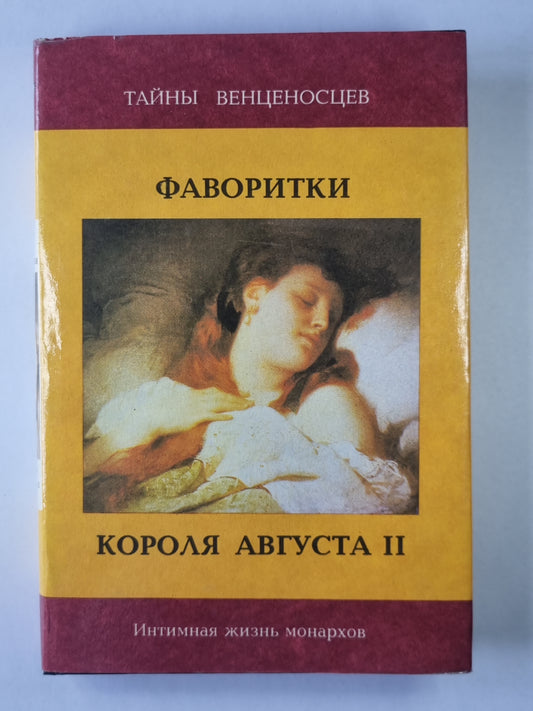 ТАЙНЫ ВЕНЦЕНОСЦЕВ
ФАВОРИТКИ
КОРОЛЯ АВГУСТА II
Интимная жизнь монархов